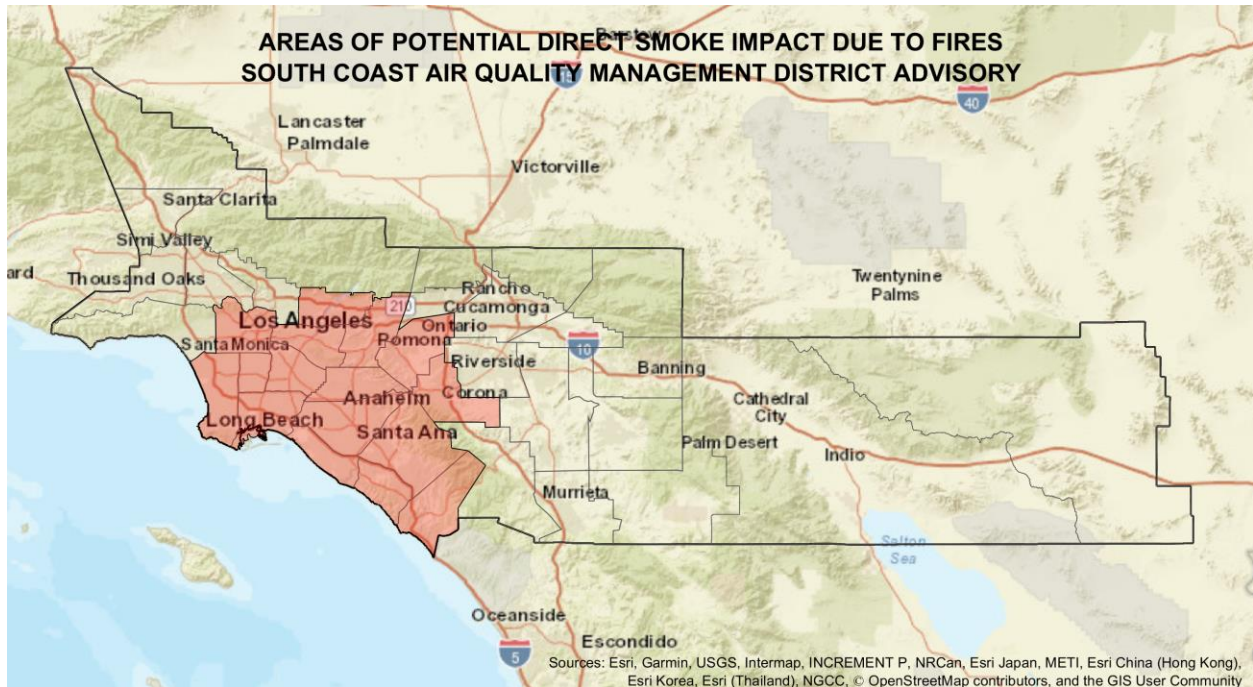 AREAS OF POTENTIAL DIRECT SMOKE IMPACT DUE TO FIRES
SOUTH COAST AIR QUALITY MANAGEMENT DISTRICT ADVISORY
Barstow
15
40
Lancaster
Palmdale
Victorville
Santa Clarita
Simi Valley
ard
Thousand Oaks
Twentynine
Palms
Rancho
Cucamonga
210
Los Angeles
Ontario
Santa Monica
Pomona
10
Riverside
Banning
Corona
Anaheim
Cathedral
City
Long Beach
Santa Ana
Palm Desert
Indio
Murrieta
Salton
Sea
Oceanside
Escondido
5
Sources: Esri, Garmin, USGS, Intermap, INCREMENT P, NRCan, Esri Japan, METI, Esri China (Hong Kong),
Esri Korea, Esri (Thailand), NGCC, © OpenStreetMap contributors, and the GIS User Community